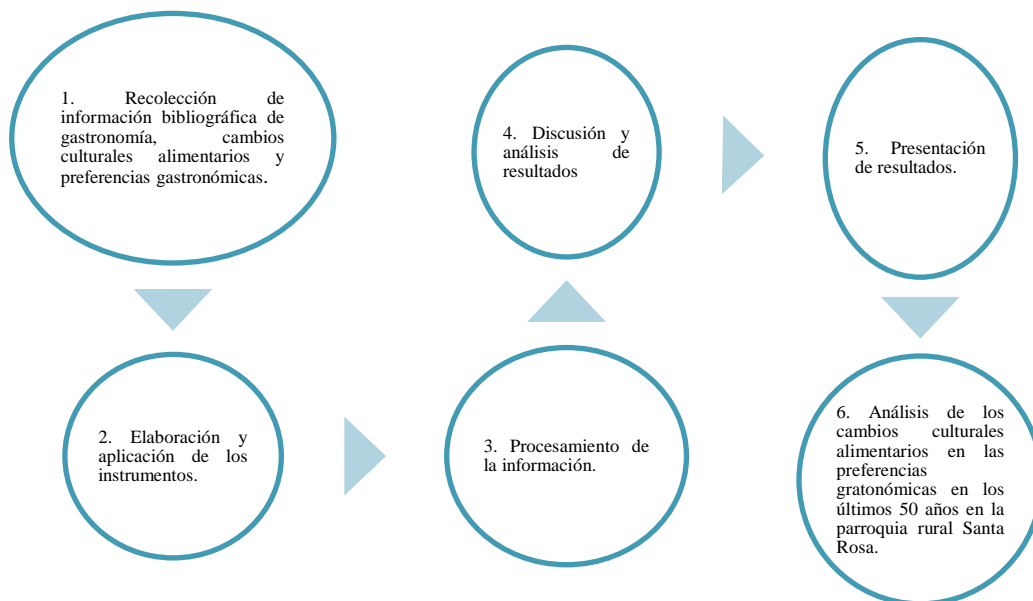 1. Recolección de
información bibliográfica de
gastronomía, cambios
culturales alimentarios y
preferencias gastronómicas.
2. Elaboración y
aplicación de los
instrumentos.
3. Procesamiento de
la información.
4. Discusión y
análisis de
resultados
5. Presentación
de resultados.
6. Análisis de los
cambios culturales
alimentarios en las
preferencias
gratonómicas en los
últimos 50 años en la
parroquia rural Santa
Rosa.